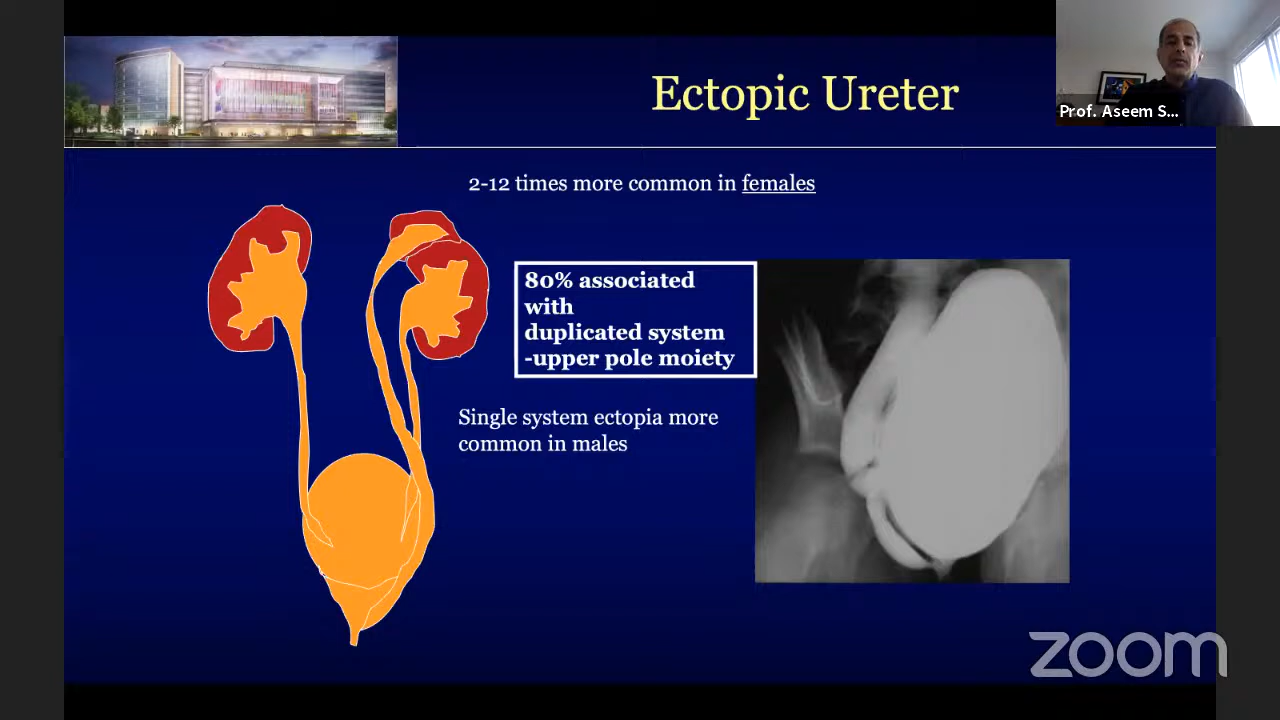 Ectopic Ureter
Prof. Aseem S...
2-12 times more common in females
80% associated
with
duplicated system
-upper pole moiety
Single system ectopia more
common in males
zoom